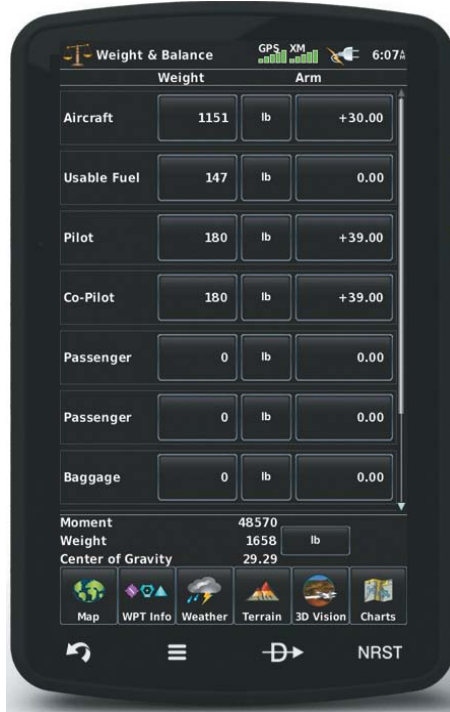 Weight & Balance GPS XM 6:07A
Weight Arm
Aircraft 1151 lb +30.00
Usable Fuel 147 lb 0.00
Pilot 180 lb +39.00
Co-Pilot 180 lb +39.00
Passenger 0 lb 0.00
Passenger 0 lb 0.00
Baggage 0 lb 0.00
Moment 48570
Weight 1658 lb
Center of Gravity 29.29
Map WPT Info Weather Terrain 3D Vision Charts
D NRST